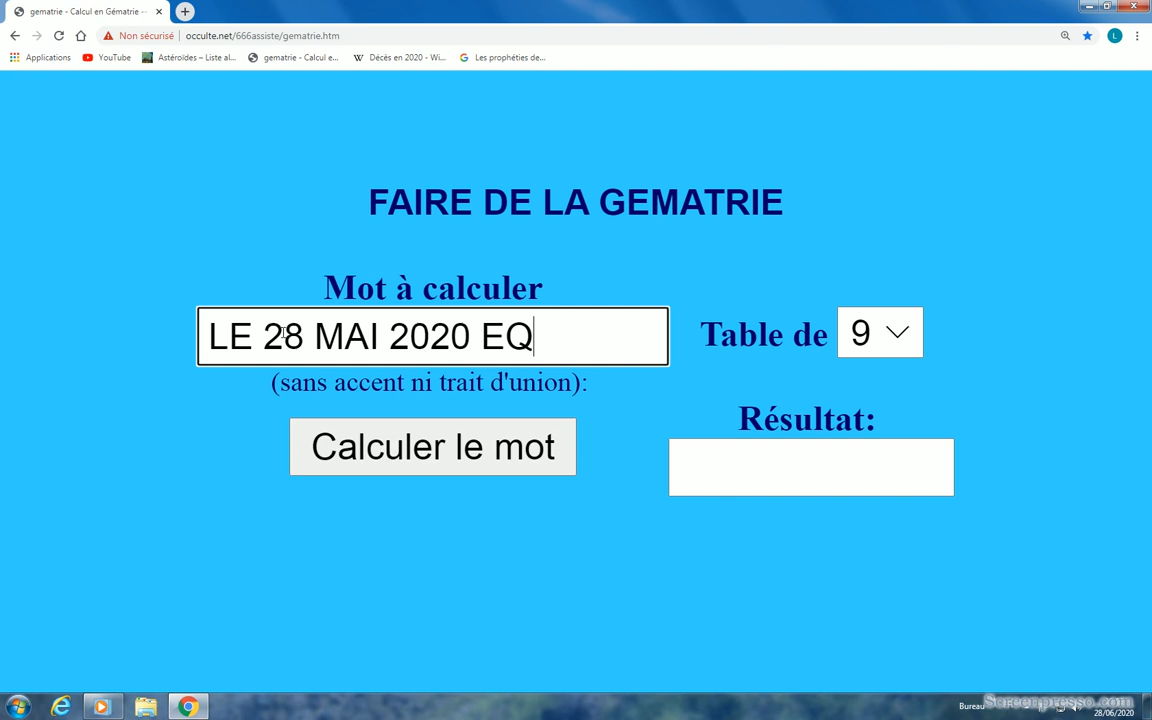 gematrie - Calcul en Gématrie -
Non sécurisé occulte.net/666assiste/gematrie.htm
Applications YouTube Astéroïdes – Liste al... gematrie - Calcul e... Décès en 2020 - Wi... Les prophéties de...
FAIRE DE LA GEMATRIE
Mot à calculer
LE 28 MAI 2020 EQ
Table de 9
(sans accent ni trait d'union):
Calculer le mot
Résultat:
Bureau
Screenpresso.com
28/06/2020